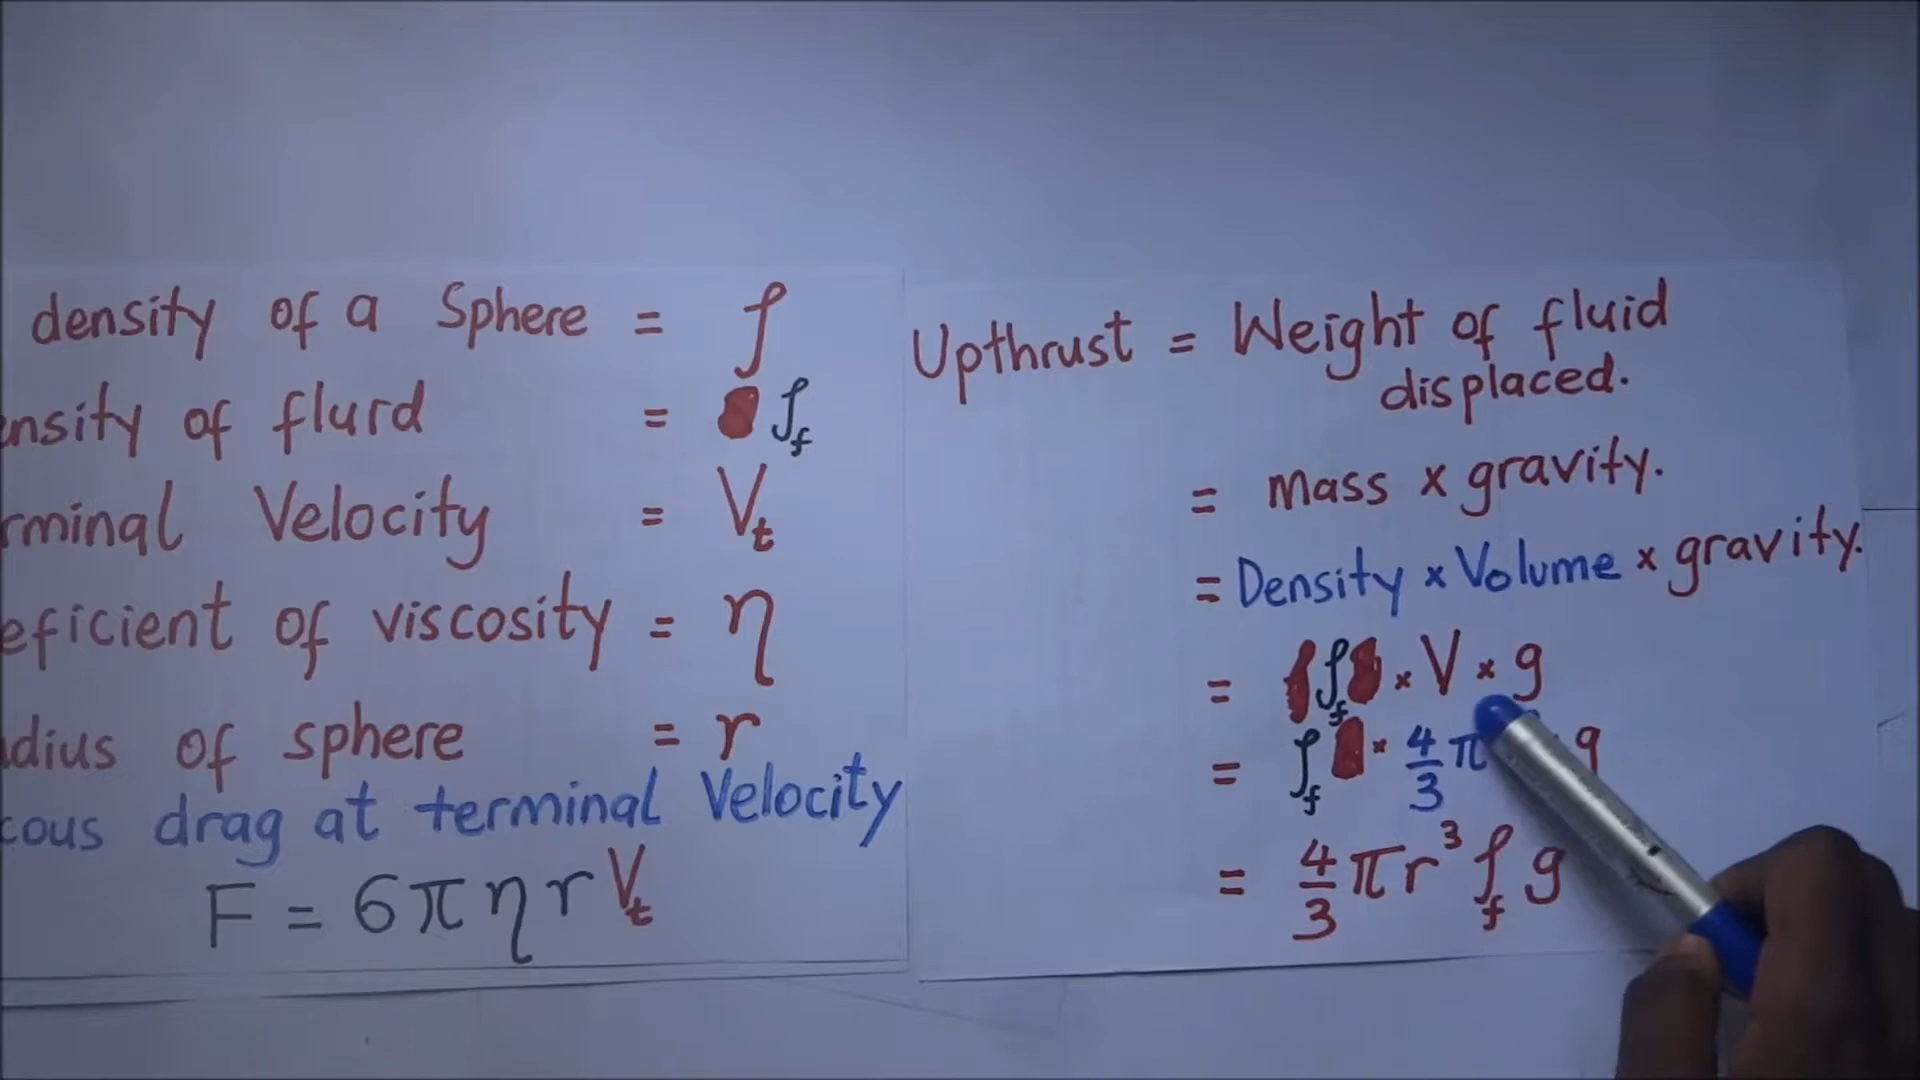 density of a Sphere = ρ
ensity of flurd = ρf
rminal Velocity = Vt
eficient of viscosity = η
dius of sphere = r
cous drag at terminal Velocity
F = 6πηrVt
Upthrust = Weight of fluid
displaced.
= mass × gravity.
= Density × Volume × gravity.
= ρf × V × g
= ρf × 4/3 π g
= 4/3 πr³ ρf g